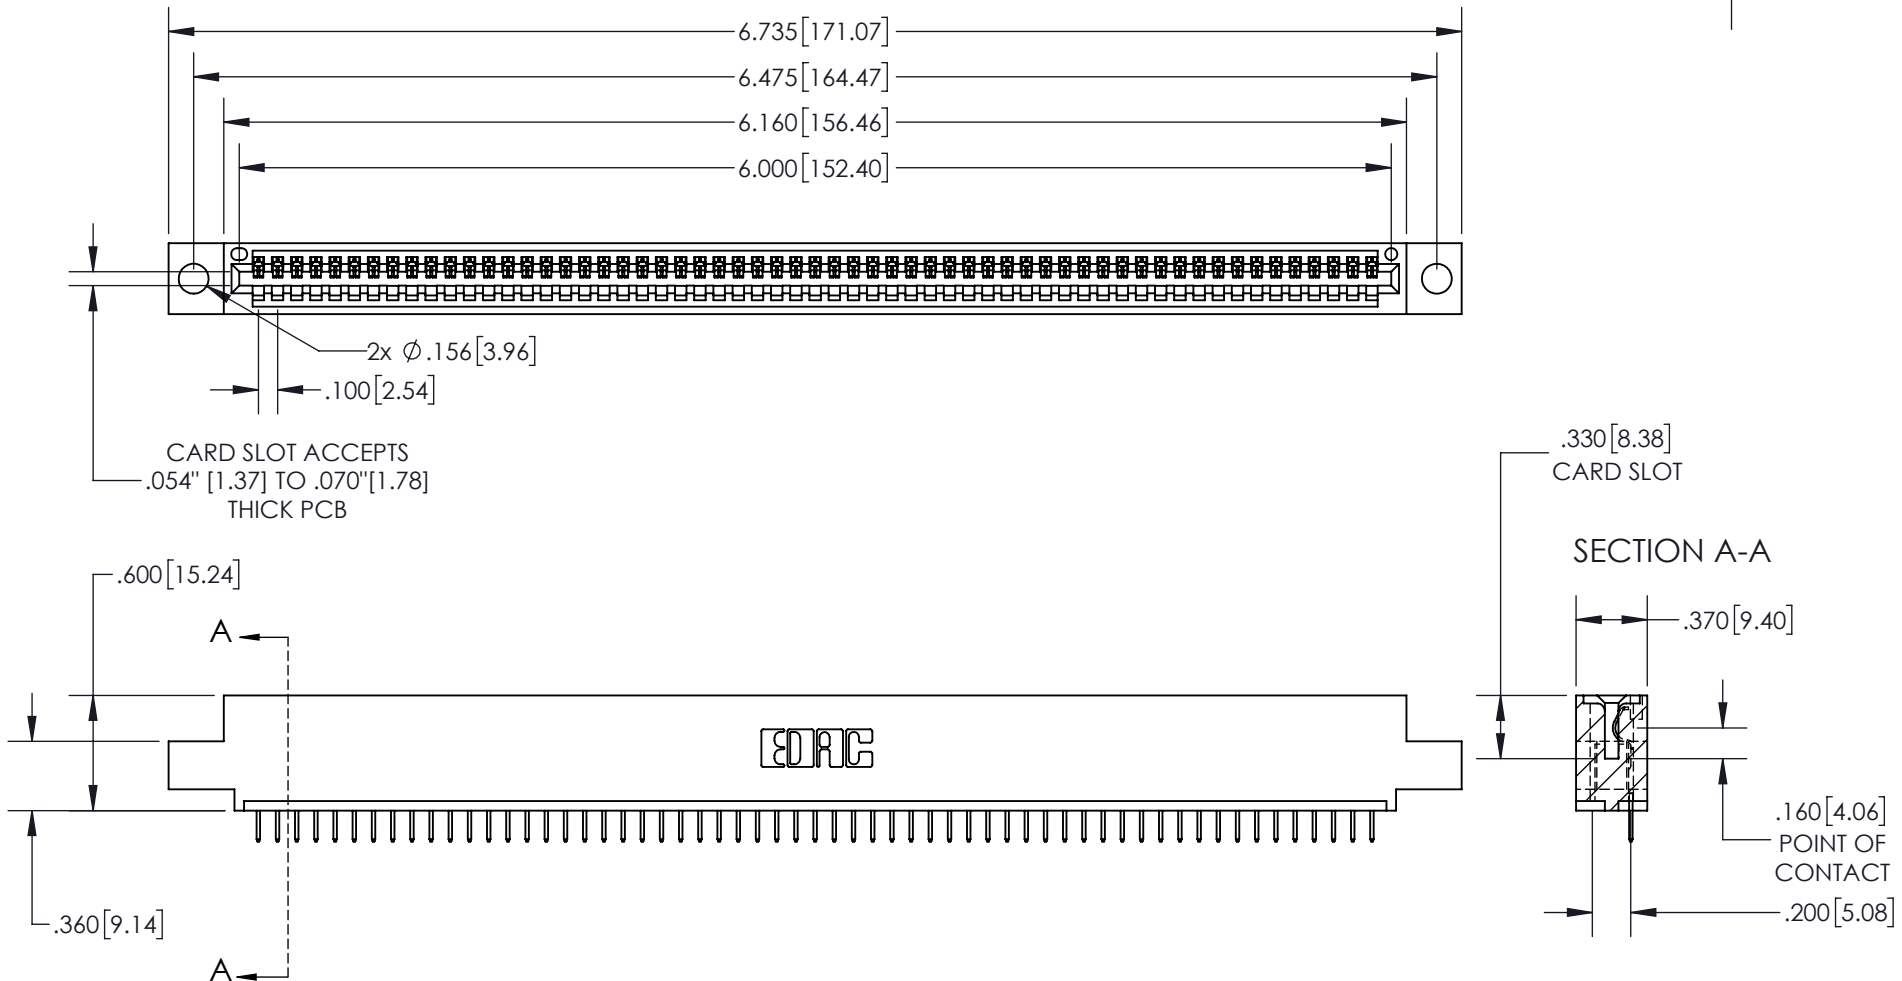 6.735[171.07]
6.475[164.47]
6.160[156.46]
6.000[152.40]
2x Ø.156[3.96]
.100[2.54]
CARD SLOT ACCEPTS
.054" [1.37] TO .070"[1.78]
THICK PCB
.330[8.38]
CARD SLOT
SECTION A-A
.600[15.24]
.370[9.40]
A
EDAC
.160[4.06]
POINT OF
CONTACT
.360[9.14]
.200[5.08]
A